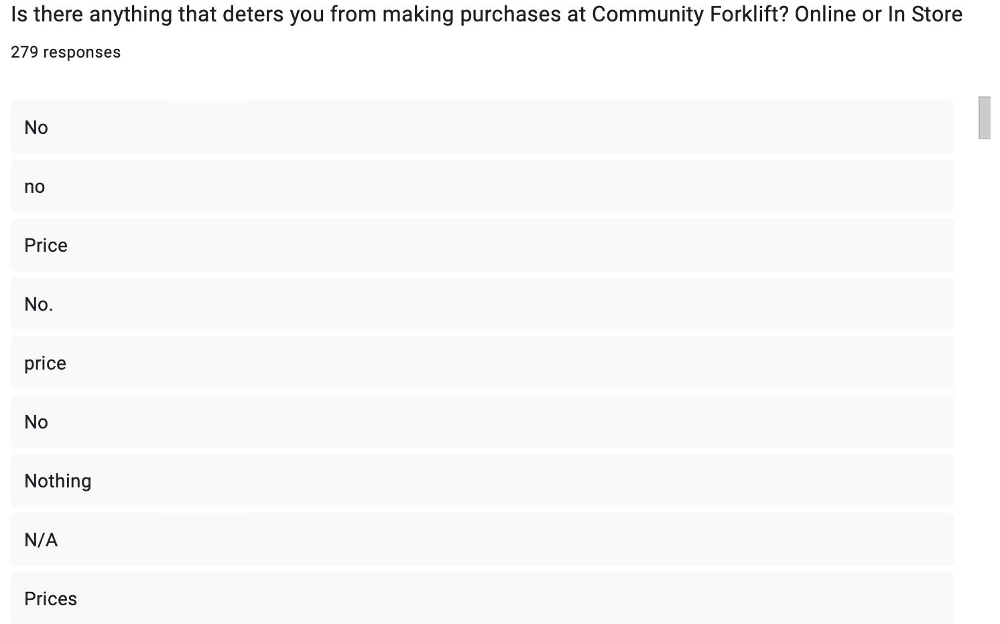 Is there anything that deters you from making purchases at Community Forklift? Online or In Store
279 responses
No
no
Price
No.
price
No
Nothing
N/A
Prices